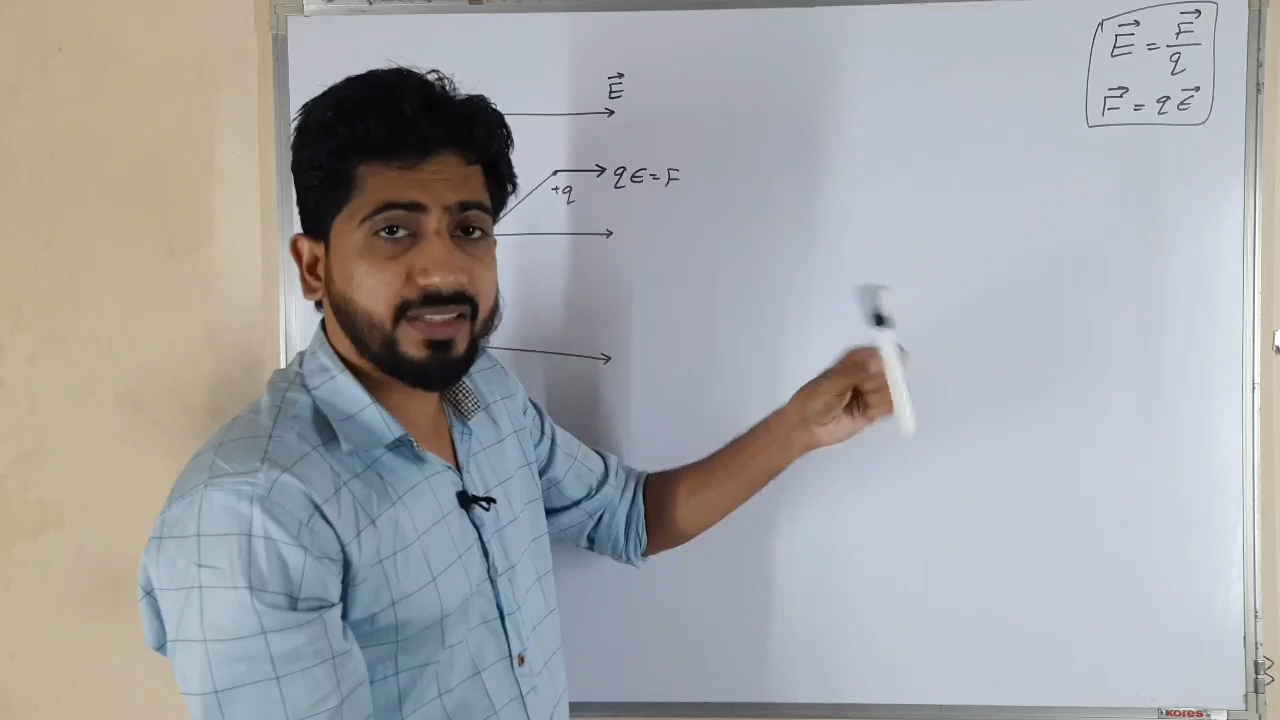 E⃗ = F⃗/q
F⃗ = qE⃗
E⃗
qE = F
+q
kores